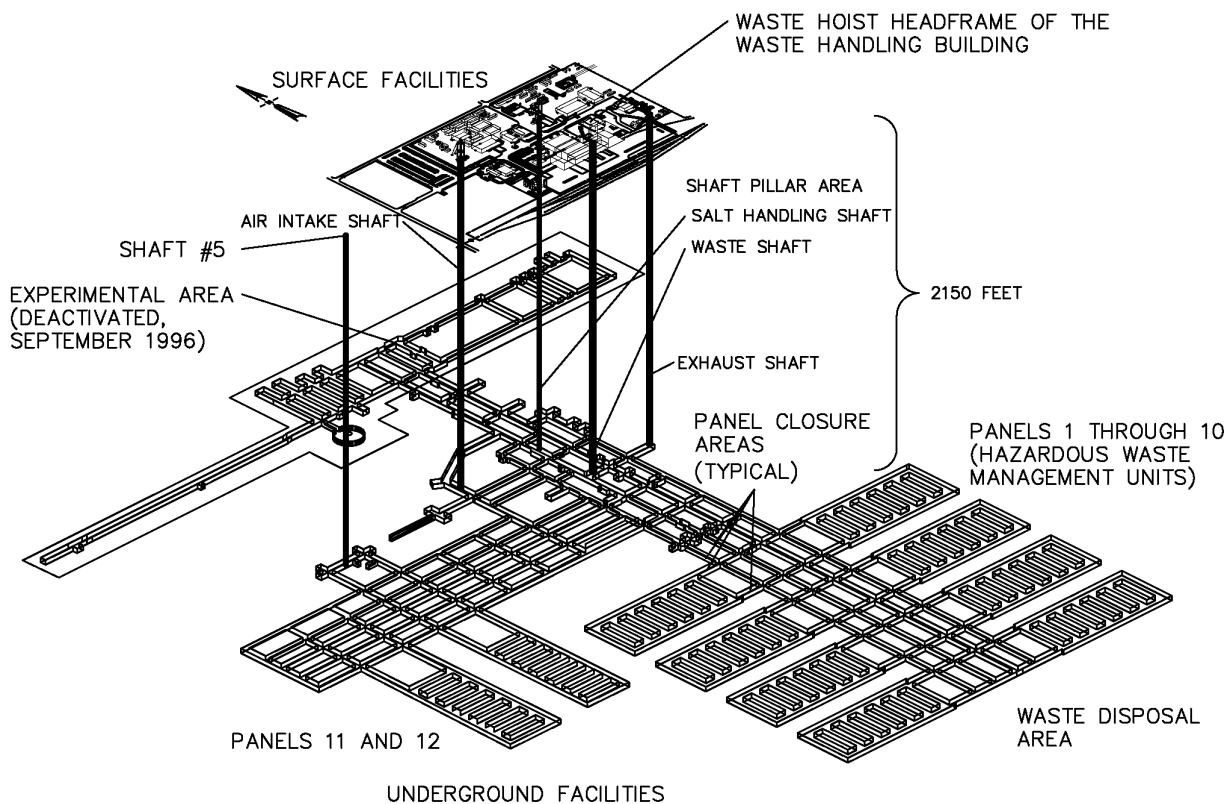 WASTE HOIST HEADFRAME OF THE
WASTE HANDLING BUILDING
SURFACE FACILITIES
SHAFT PILLAR AREA
AIR INTAKE SHAFT
SALT HANDLING SHAFT
SHAFT #5
WASTE SHAFT
EXPERIMENTAL AREA
(DEACTIVATED,
SEPTEMBER 1996)
2150 FEET
EXHAUST SHAFT
PANEL CLOSURE
AREAS
(TYPICAL)
PANELS 1 THROUGH 10
(HAZARDOUS WASTE
MANAGEMENT UNITS)
WASTE DISPOSAL
AREA
PANELS 11 AND 12
UNDERGROUND FACILITIES